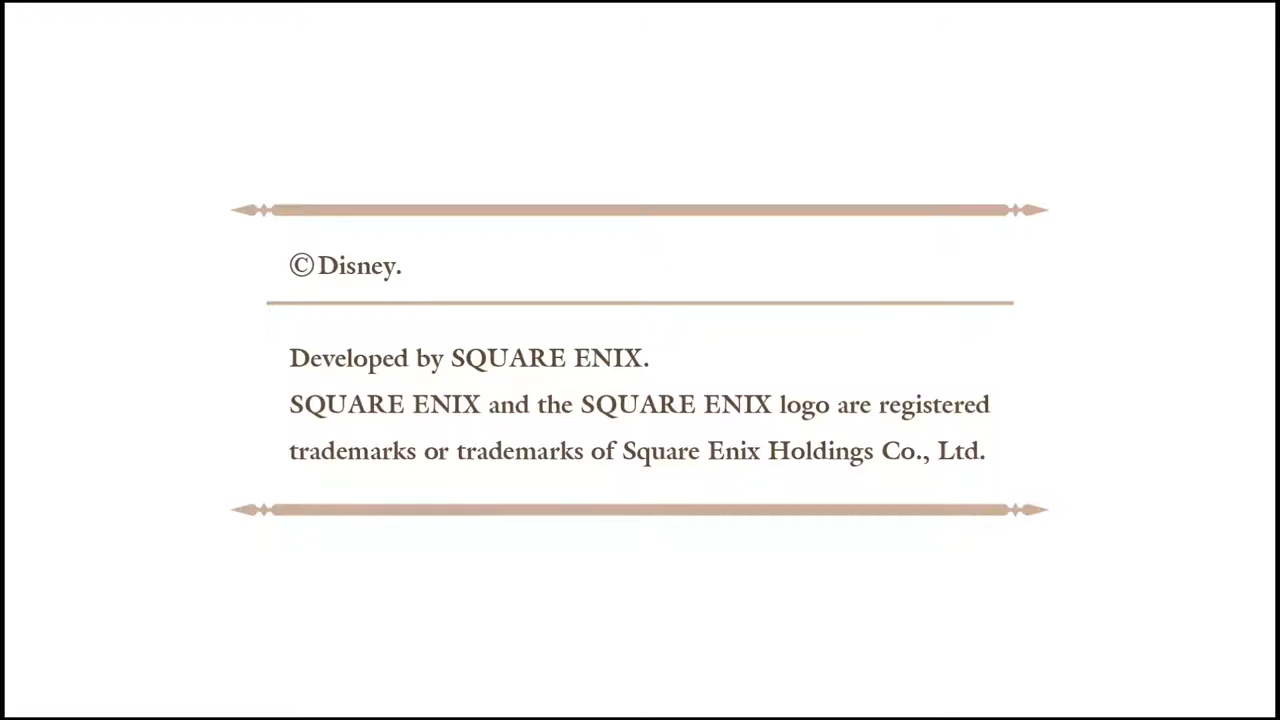 © Disney.
Developed by SQUARE ENIX.
SQUARE ENIX and the SQUARE ENIX logo are registered
trademarks or trademarks of Square Enix Holdings Co., Ltd.